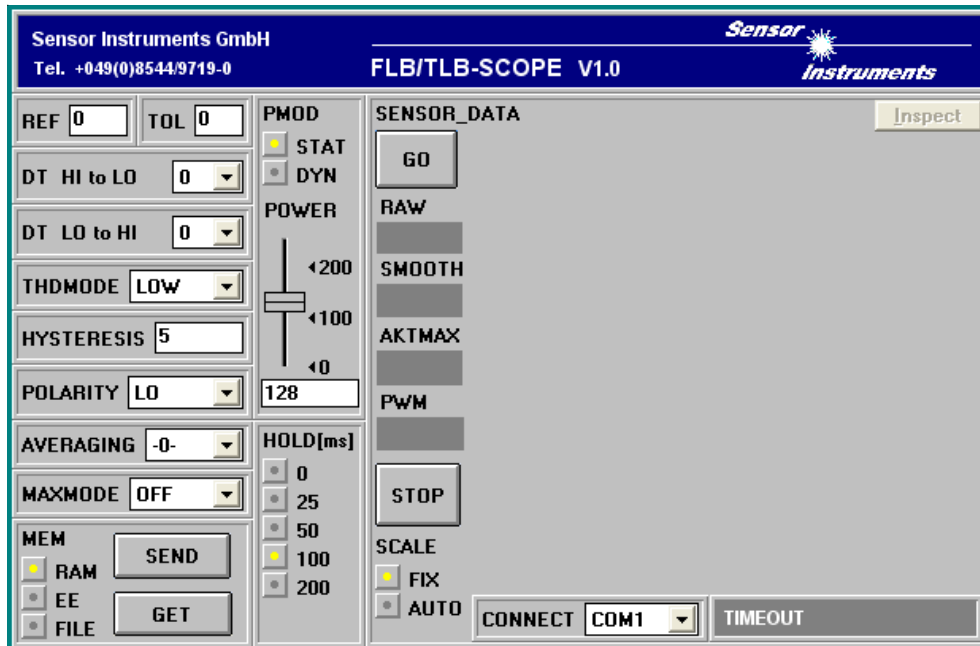 Sensor Instruments GmbH
Tel. +049(0)8544/9719-0
FLB/TLB-SCOPE V1.0
Sensor
Instruments
REF 0
TOL 0
DT HI to LO 0
DT LO to HI 0
THDMODE LOW
HYSTERESIS 5
POLARITY LO
AVERAGING -0-
MAXMODE OFF
MEM
RAM
EE
FILE
SEND
GET
PMOD
STAT
DYN
POWER
200
100
0
128
HOLD[ms]
0
25
50
100
200
SENSOR_DATA
Inspect
GO
RAW
SMOOTH
AKTMAX
PWM
STOP
SCALE
FIX
AUTO
CONNECT COM1
TIMEOUT